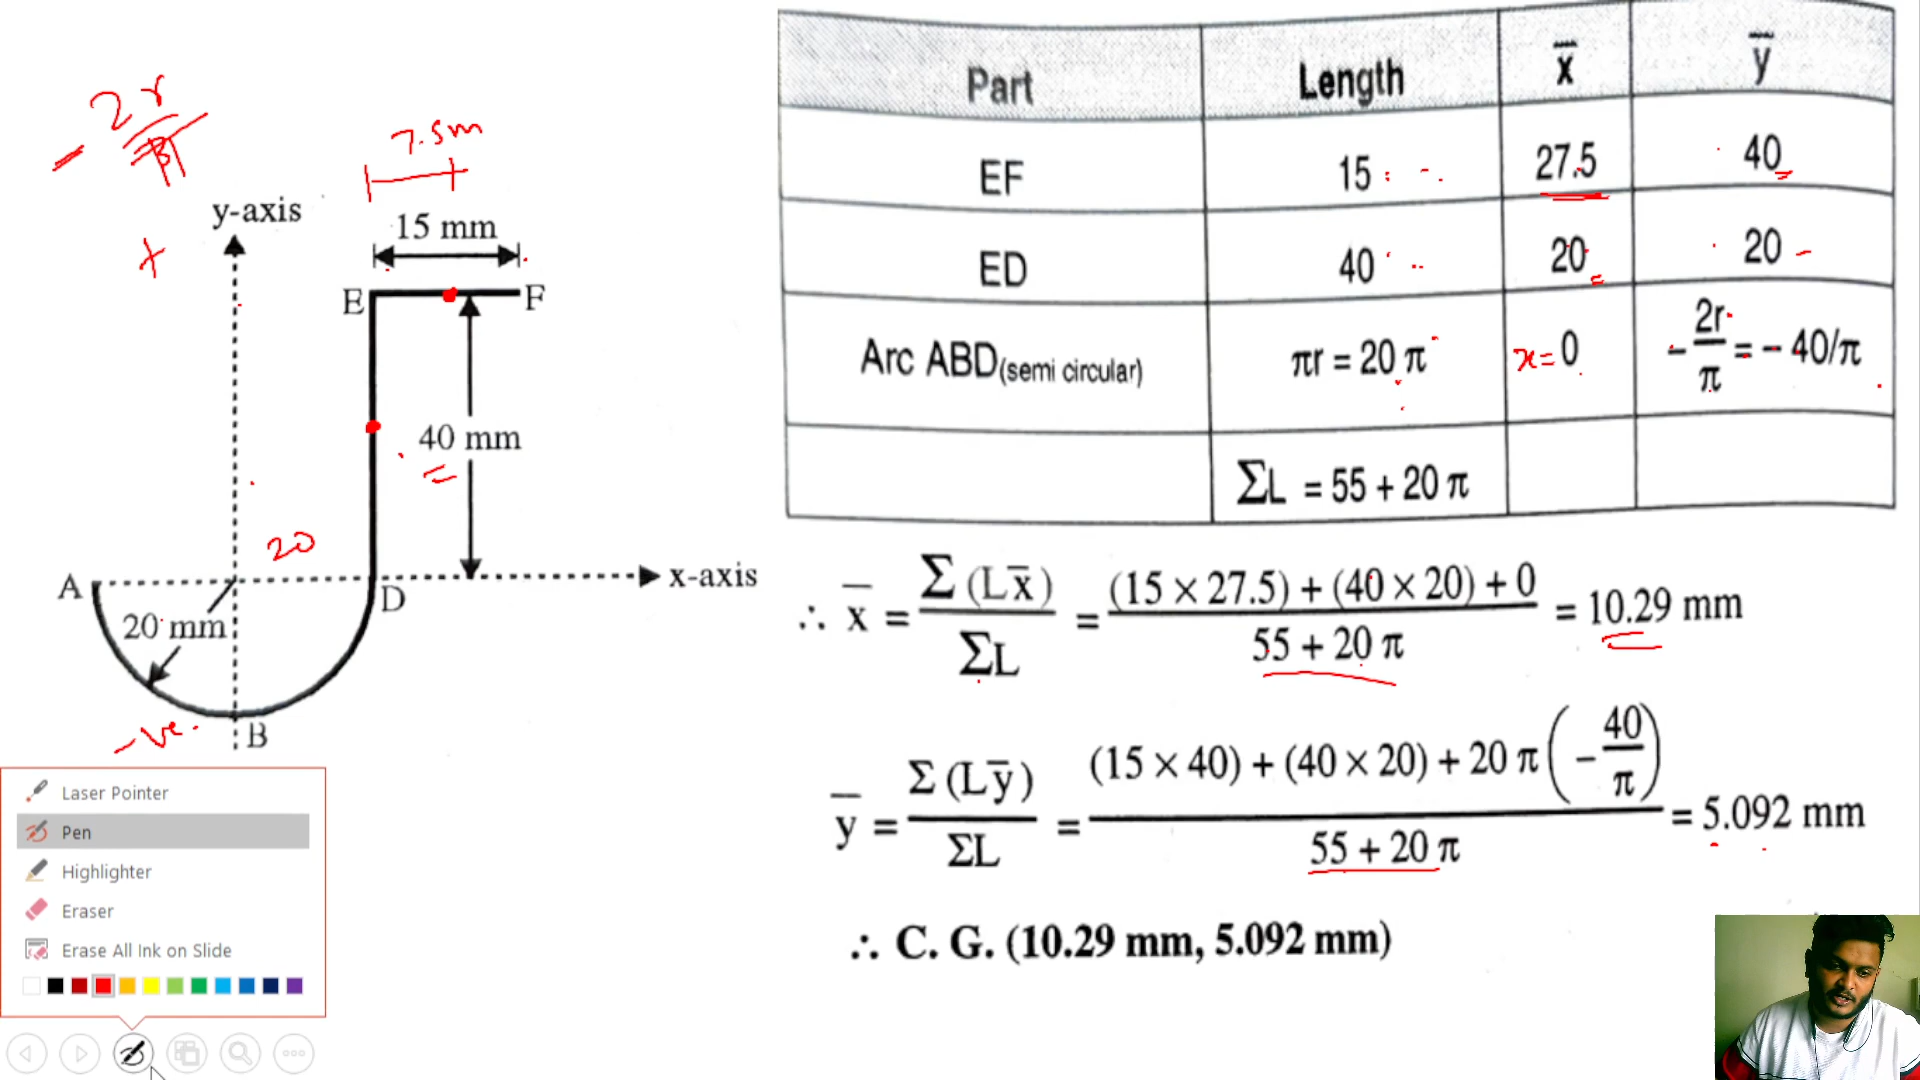 - 2r/π
7.5m
15 mm
y-axis
+
E
F
40 mm
20
A
D
x-axis
20 mm
B
-ve.
Part Length x̄ ȳ
EF 15 27.5 40
ED 40 20 20
Arc ABD(semi circular) πr = 20 π x= 0 - 2r/π = - 40/π
ΣL = 55 + 20 π
∴ x̄ = Σ (Lx̄)/ΣL = (15 × 27.5) + (40 × 20) + 0/55 + 20 π = 10.29 mm
ȳ = Σ (Lȳ)/ΣL = (15 × 40) + (40 × 20) + 20 π (- 40/π)/55 + 20 π = 5.092 mm
∴ C. G. (10.29 mm, 5.092 mm)
Laser Pointer
Pen
Highlighter
Eraser
Erase All Ink on Slide